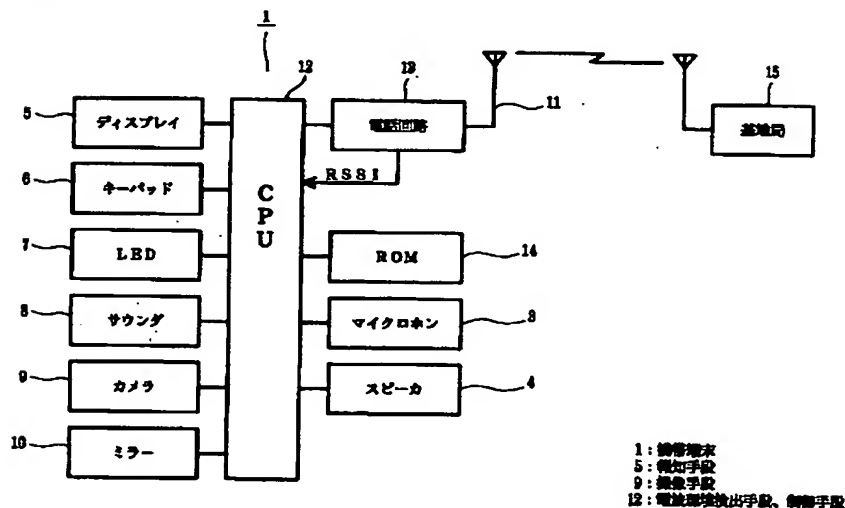 1
12
13
11
15
5
ディスプレイ
電話回路
基地局
6
キーパッド
RSSI
CPU
7
LED
ROM
14
8
サウンダ
マイクロホン
3
9
カメラ
スピーカ
4
10
ミラー
1:携帯端末
5:報知手段
9:撮像手段
12:電波環境検出手段、制御手段